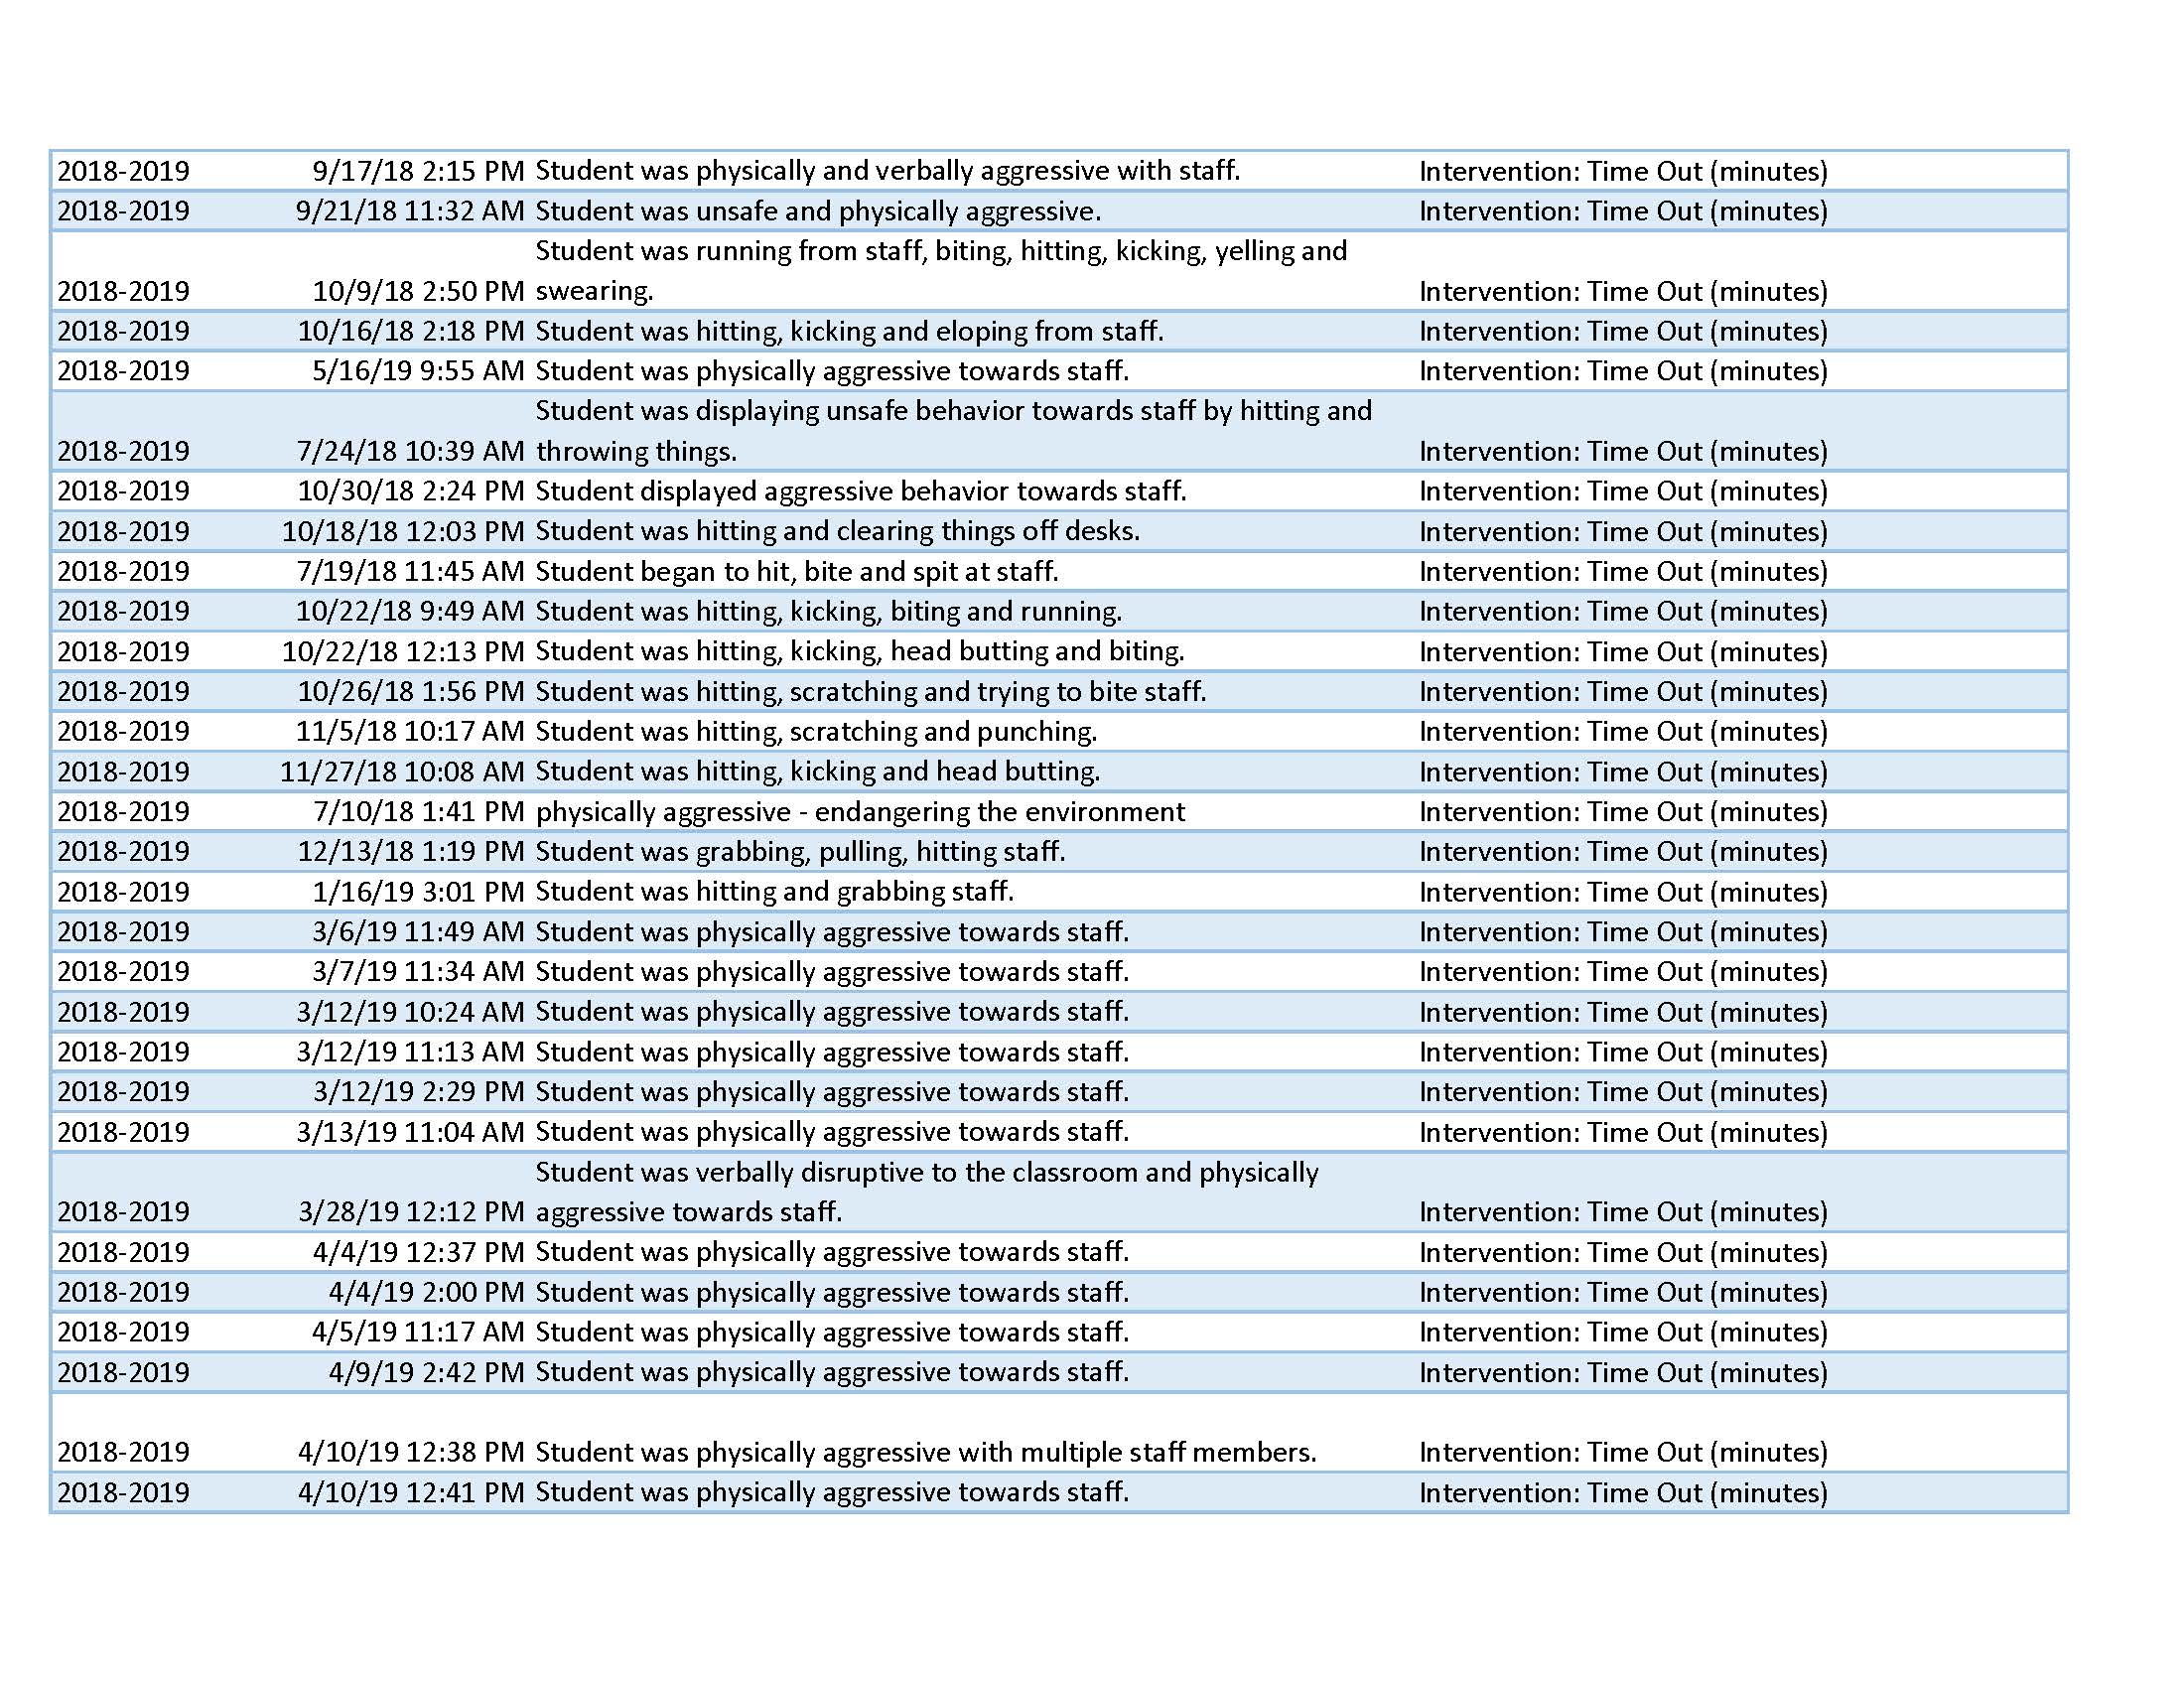 2018-2019 9/17/18 2:15 PM Student was physically and verbally aggressive with staff. Intervention: Time Out (minutes)
2018-2019 9/21/18 11:32 AM Student was unsafe and physically aggressive. Intervention: Time Out (minutes)
Student was running from staff, biting, hitting, kicking, yelling and
2018-2019 10/9/18 2:50 PM swearing. Intervention: Time Out (minutes)
2018-2019 10/16/18 2:18 PM Student was hitting, kicking and eloping from staff. Intervention: Time Out (minutes)
2018-2019 5/16/19 9:55 AM Student was physically aggressive towards staff. Intervention: Time Out (minutes)
Student was displaying unsafe behavior towards staff by hitting and
2018-2019 7/24/18 10:39 AM throwing things. Intervention: Time Out (minutes)
2018-2019 10/30/18 2:24 PM Student displayed aggressive behavior towards staff. Intervention: Time Out (minutes)
2018-2019 10/18/18 12:03 PM Student was hitting and clearing things off desks. Intervention: Time Out (minutes)
2018-2019 7/19/18 11:45 AM Student began to hit, bite and spit at staff. Intervention: Time Out (minutes)
2018-2019 10/22/18 9:49 AM Student was hitting, kicking, biting and running. Intervention: Time Out (minutes)
2018-2019 10/22/18 12:13 PM Student was hitting, kicking, head butting and biting. Intervention: Time Out (minutes)
2018-2019 10/26/18 1:56 PM Student was hitting, scratching and trying to bite staff. Intervention: Time Out (minutes)
2018-2019 11/5/18 10:17 AM Student was hitting, scratching and punching. Intervention: Time Out (minutes)
2018-2019 11/27/18 10:08 AM Student was hitting, kicking and head butting. Intervention: Time Out (minutes)
2018-2019 7/10/18 1:41 PM physically aggressive - endangering the environment Intervention: Time Out (minutes)
2018-2019 12/13/18 1:19 PM Student was grabbing, pulling, hitting staff. Intervention: Time Out (minutes)
2018-2019 1/16/19 3:01 PM Student was hitting and grabbing staff. Intervention: Time Out (minutes)
2018-2019 3/6/19 11:49 AM Student was physically aggressive towards staff. Intervention: Time Out (minutes)
2018-2019 3/7/19 11:34 AM Student was physically aggressive towards staff. Intervention: Time Out (minutes)
2018-2019 3/12/19 10:24 AM Student was physically aggressive towards staff. Intervention: Time Out (minutes)
2018-2019 3/12/19 11:13 AM Student was physically aggressive towards staff. Intervention: Time Out (minutes)
2018-2019 3/12/19 2:29 PM Student was physically aggressive towards staff. Intervention: Time Out (minutes)
2018-2019 3/13/19 11:04 AM Student was physically aggressive towards staff. Intervention: Time Out (minutes)
Student was verbally disruptive to the classroom and physically
2018-2019 3/28/19 12:12 PM aggressive towards staff. Intervention: Time Out (minutes)
2018-2019 4/4/19 12:37 PM Student was physically aggressive towards staff. Intervention: Time Out (minutes)
2018-2019 4/4/19 2:00 PM Student was physically aggressive towards staff. Intervention: Time Out (minutes)
2018-2019 4/5/19 11:17 AM Student was physically aggressive towards staff. Intervention: Time Out (minutes)
2018-2019 4/9/19 2:42 PM Student was physically aggressive towards staff. Intervention: Time Out (minutes)
2018-2019 4/10/19 12:38 PM Student was physically aggressive with multiple staff members. Intervention: Time Out (minutes)
2018-2019 4/10/19 12:41 PM Student was physically aggressive towards staff. Intervention: Time Out (minutes)